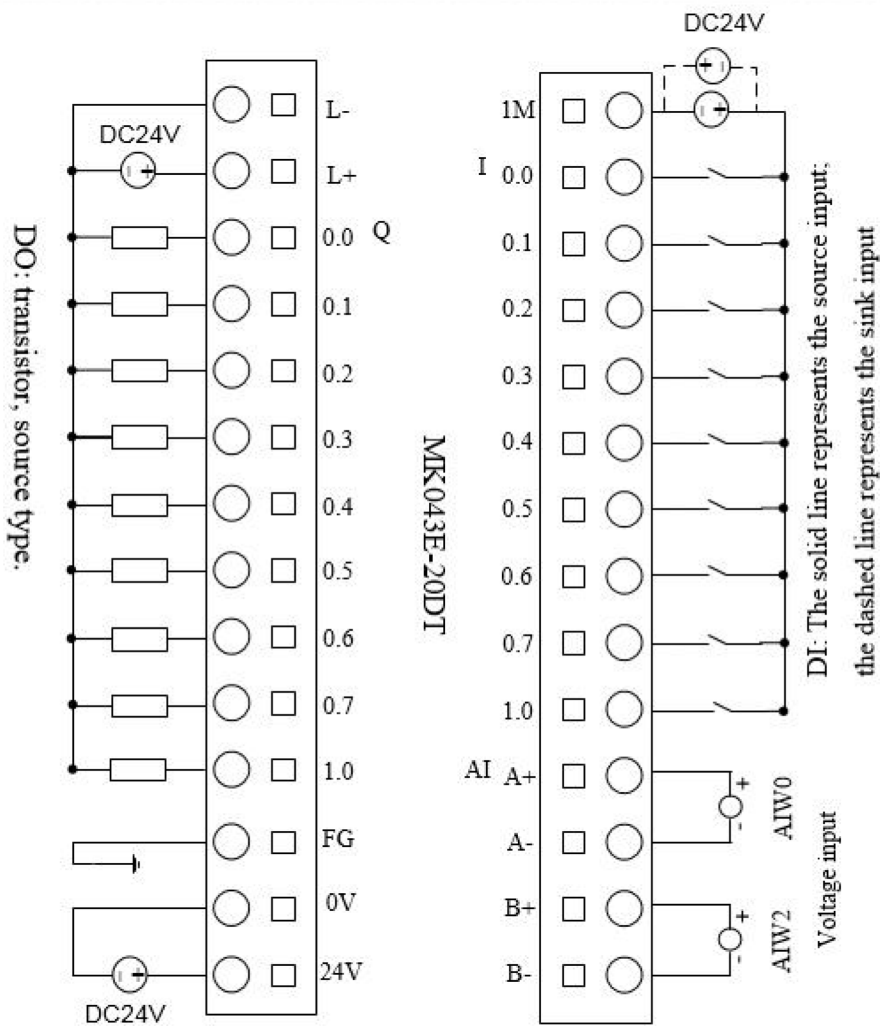 DC24V
L-
DC24V
L+
0.0 Q
0.1
0.2
0.3
0.4
0.5
0.6
0.7
1.0
FG
0V
24V
DC24V
DO: transistor, source type.
MK043E-20DT
1M
I 0.0
0.1
0.2
0.3
0.4
0.5
0.6
0.7
1.0
AI A+
A-
B+
B-
DI: The solid line represents the source input;
the dashed line represents the sink input
AIW0
AIW2
Voltage input
+
-
+
-